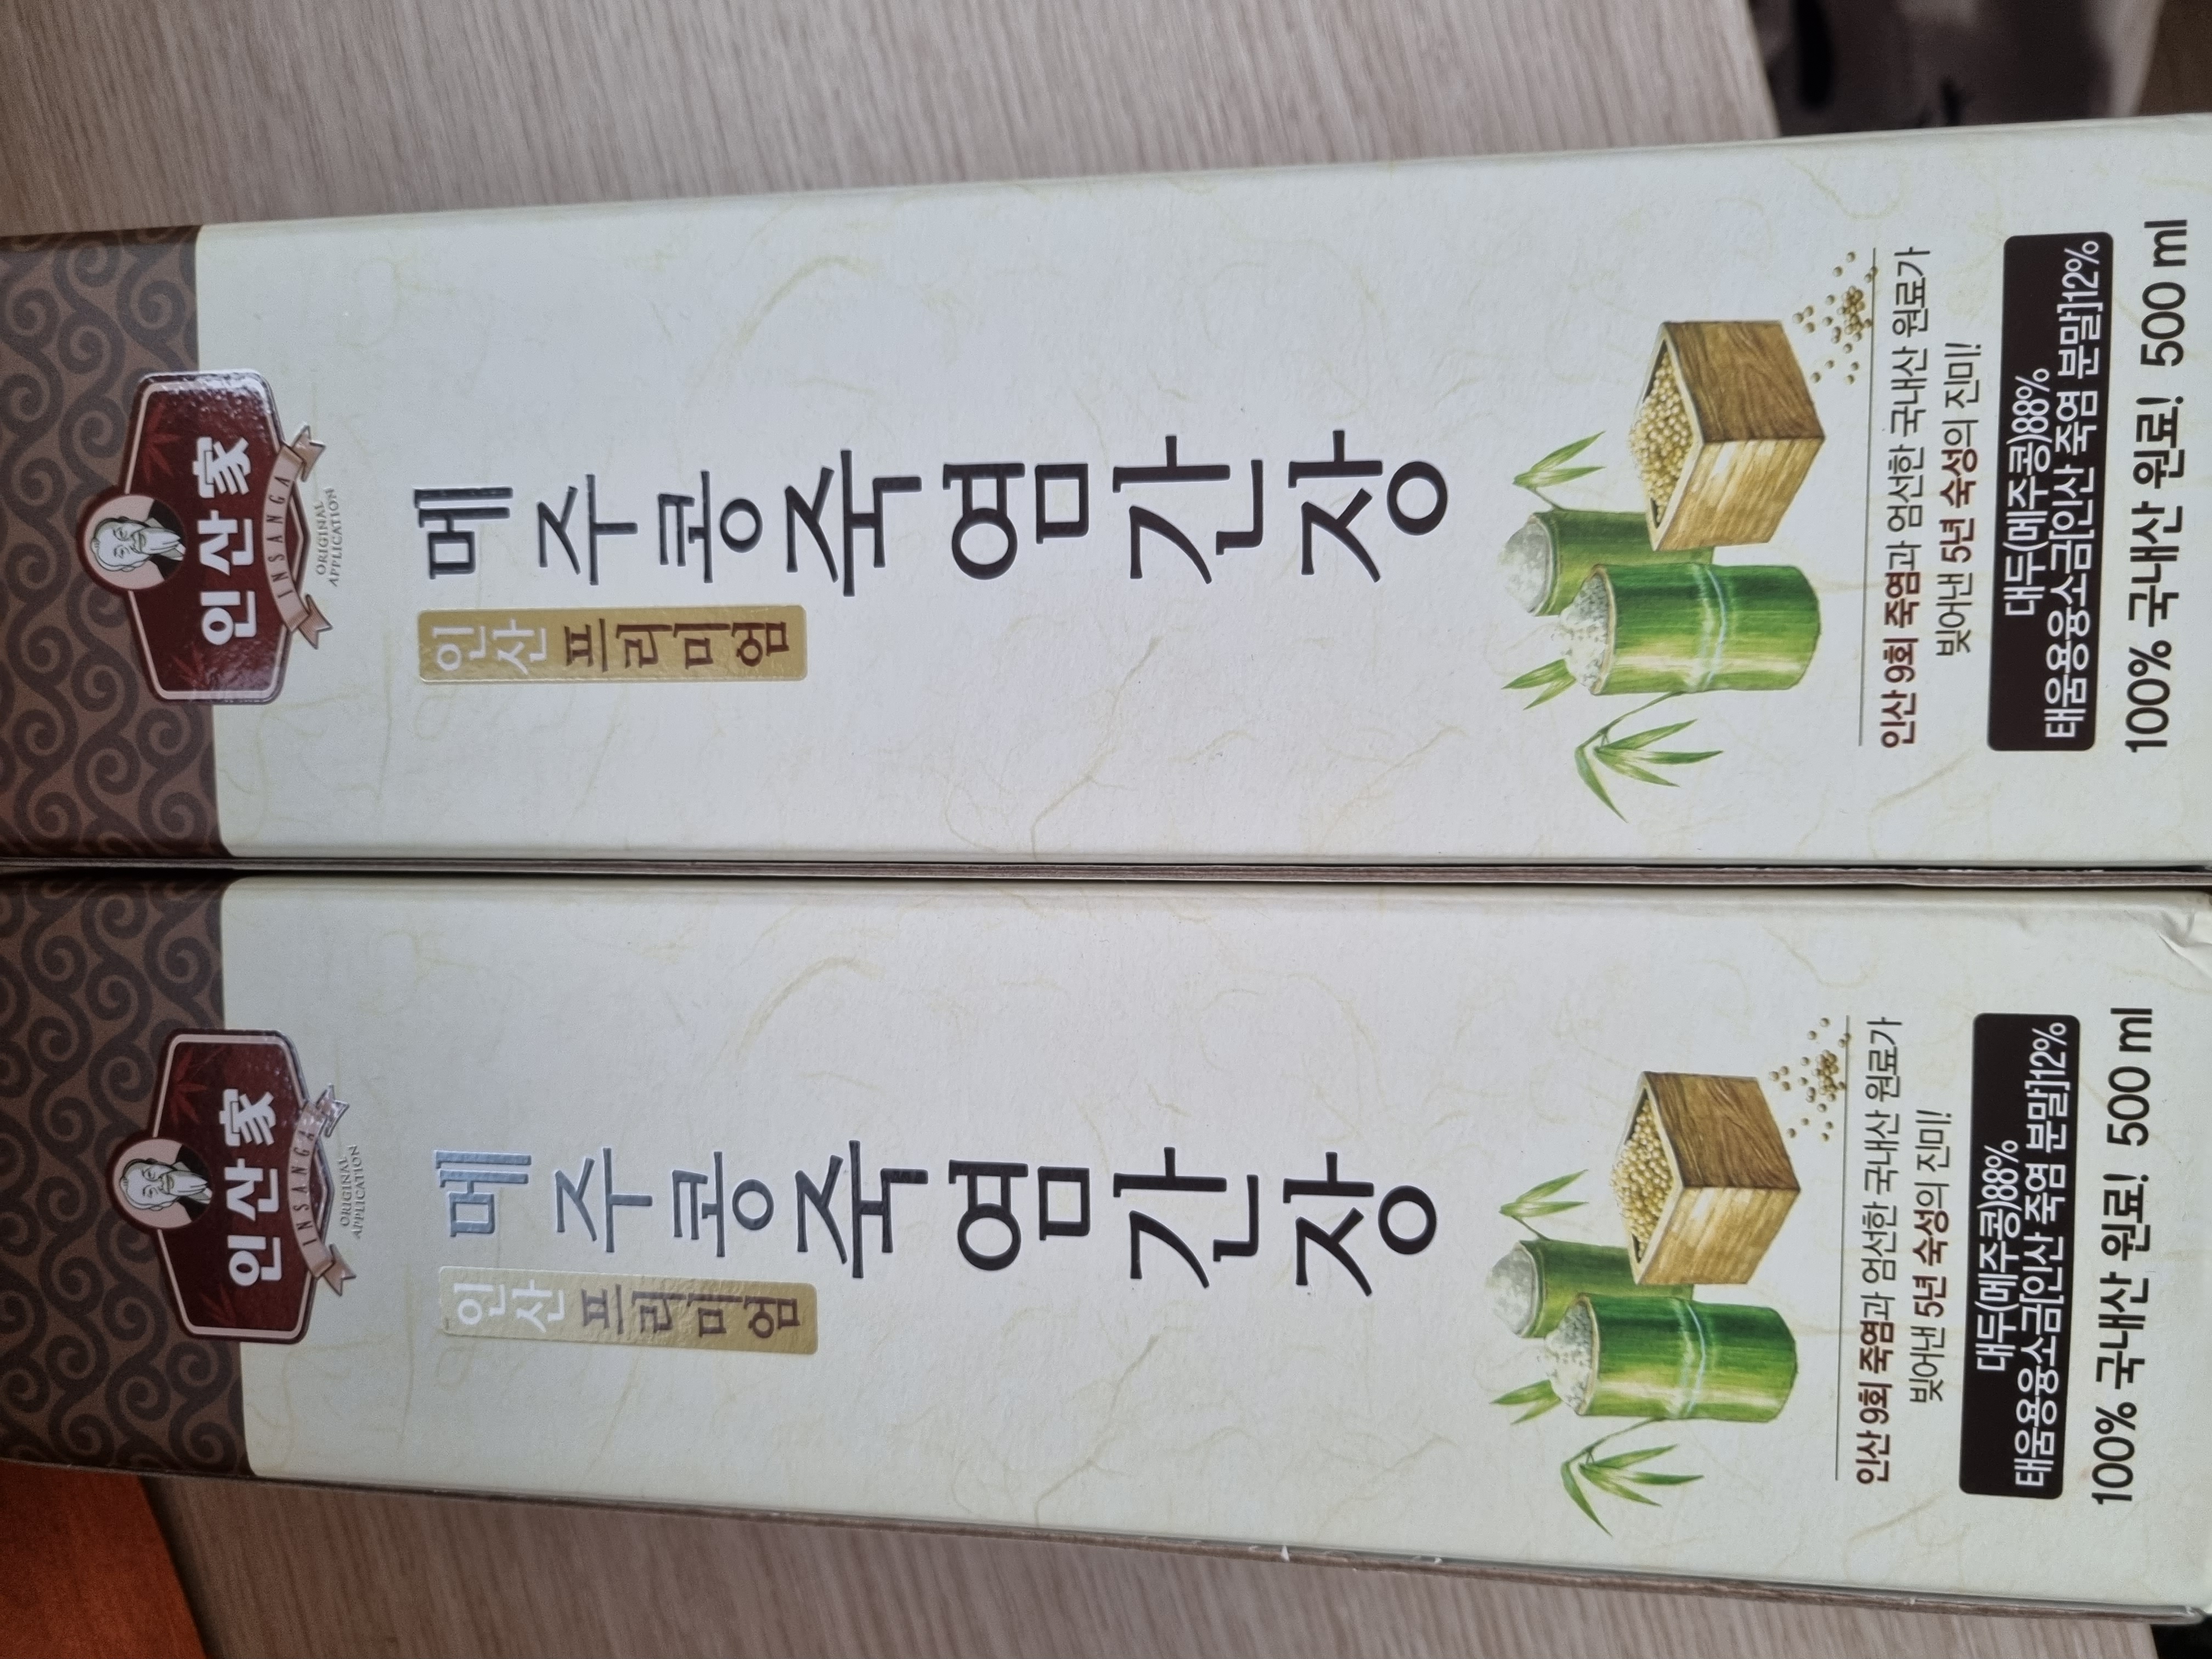 인산家
INSANGA
ORIGINAL
APPLICATION
인산 프리미엄
메주콩죽염간장
인산 9회 죽염과 엄선한 국내산 원료가
빚어낸 5년 숙성의 진미!
대두(메주콩)88%
태움용융소금[인산 죽염 분말]12%
100% 국내산 원료! 500 ml
인산家
INSANGA
ORIGINAL
APPLICATION
인산 프리미엄
메주콩죽염간장
인산 9회 죽염과 엄선한 국내산 원료가
빚어낸 5년 숙성의 진미!
대두(메주콩)88%
태움용융소금[인산 죽염 분말]12%
100% 국내산 원료! 500 ml